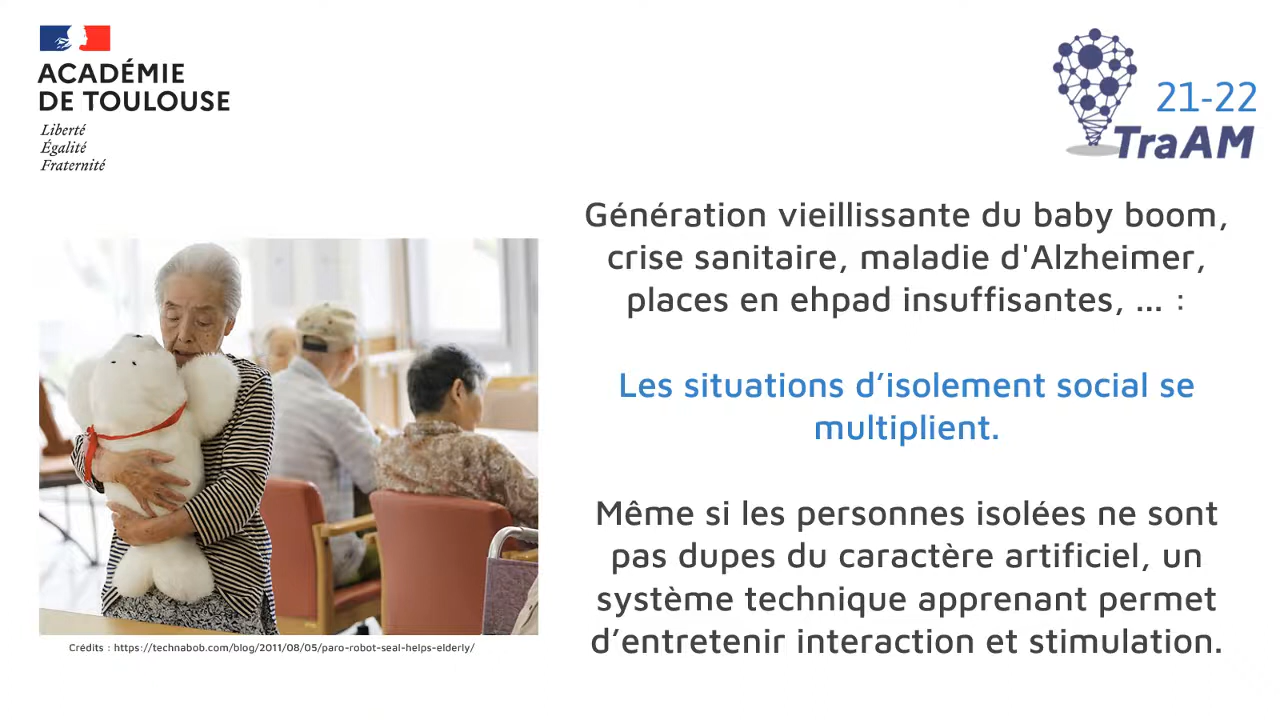 ACADÉMIE
DE TOULOUSE
Liberté
Égalité
Fraternité
21-22
TraAM
Génération vieillissante du baby boom,
crise sanitaire, maladie d'Alzheimer,
places en ehpad insuffisantes, ... :
Les situations d’isolement social se
multiplient.
Même si les personnes isolées ne sont
pas dupes du caractère artificiel, un
système technique apprenant permet
d’entretenir interaction et stimulation.
Crédits : https://technabob.com/blog/2011/08/05/paro-robot-seal-helps-elderly/